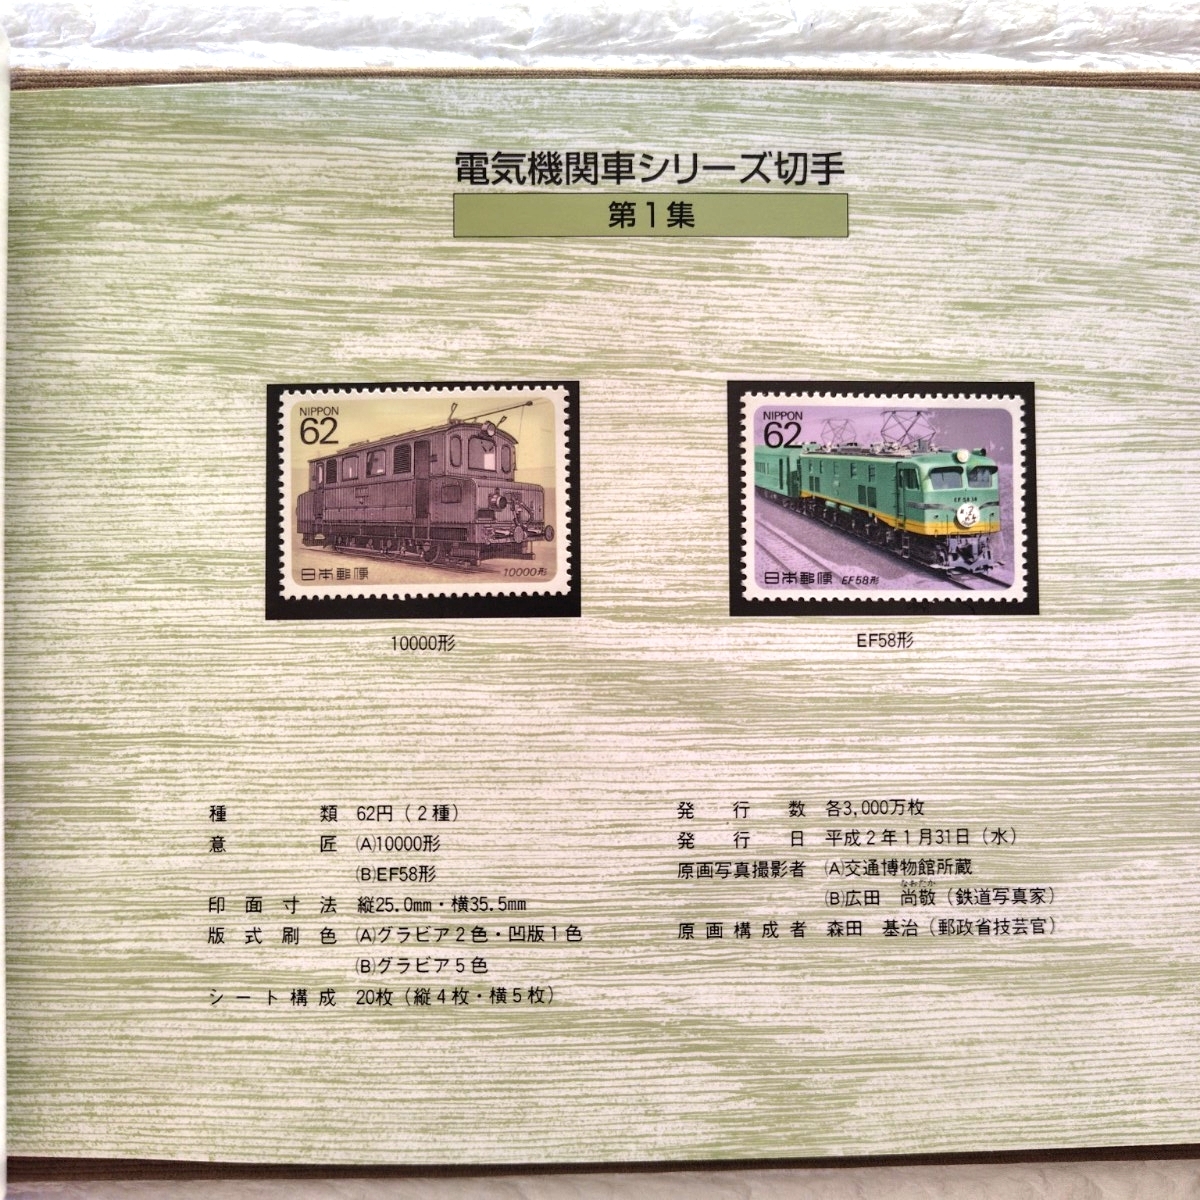 電気機関車シリーズ切手
第1集
NIPPON
62
日本郵便
10000形
NIPPON
62
EF 58 14
日本郵便 EF58形
10000形
EF58形
種類 62円（2種）
意匠 (A)10000形
(B)EF58形
印面寸法 縦25.0mm・横35.5mm
版式刷色 (A)グラビア2色・凹版1色
(B)グラビア5色
シート構成 20枚（縦4枚・横5枚）
発行数 各3,000万枚
発行日 平成2年1月31日（水）
原画写真撮影者 (A)交通博物館所蔵
なおたか
(B)広田 尚敬（鉄道写真家）
原画構成者 森田 基治（郵政省技芸官）